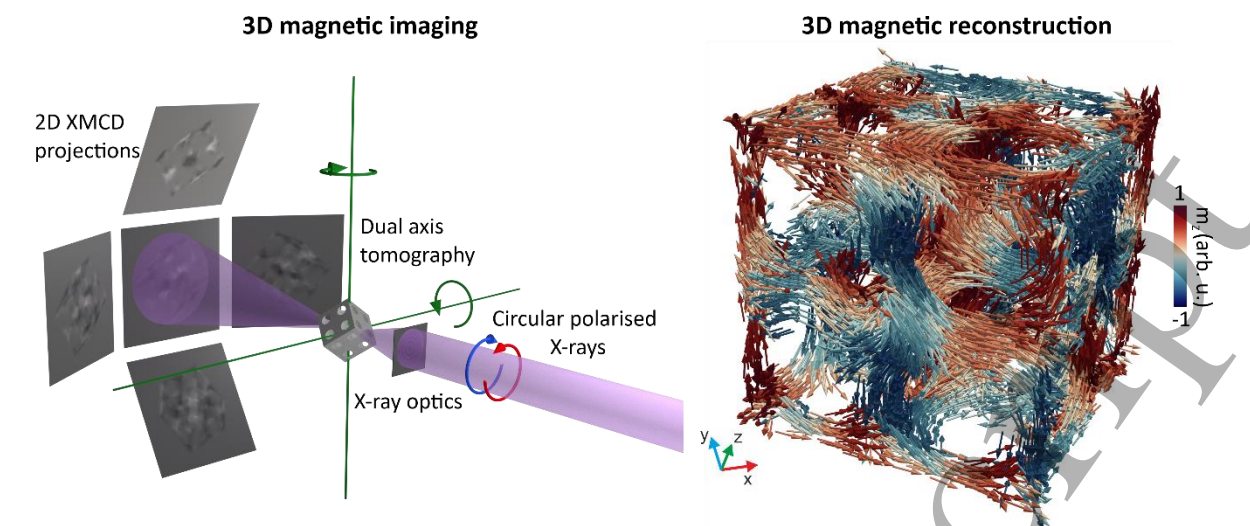 3D magnetic imaging
3D magnetic reconstruction
2D XMCD
projections
Dual axis
tomography
Circular polarised
X-rays
X-ray optics
1
m_z (arb. u.)
-1
y
z
x